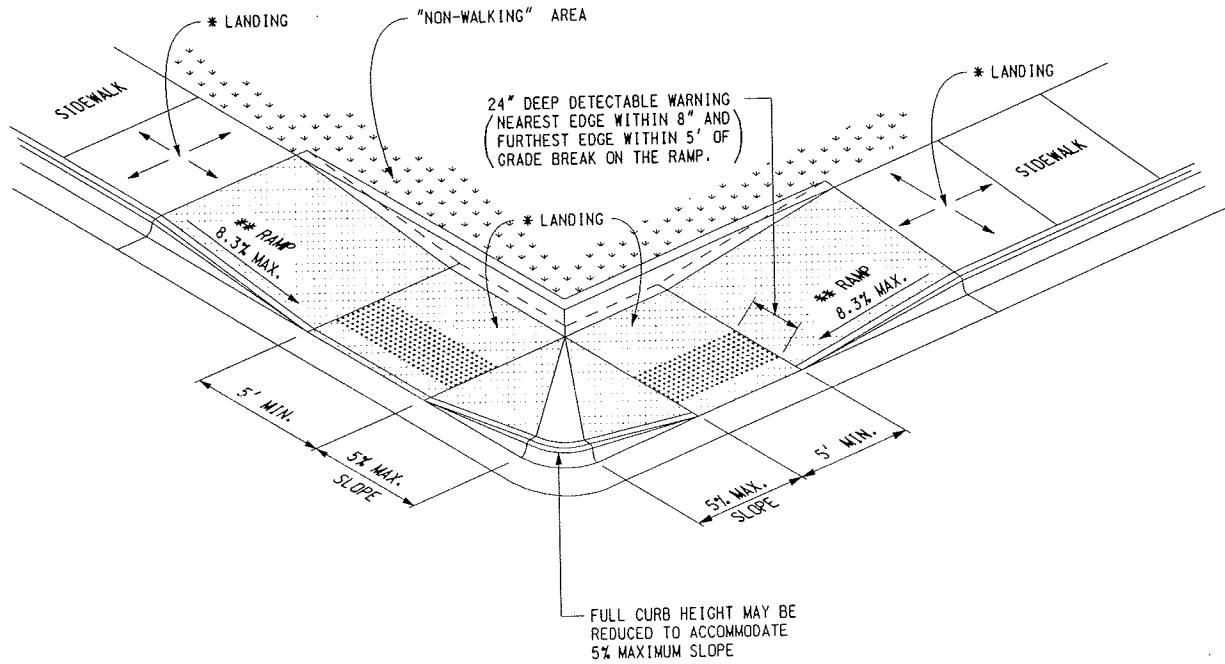 * LANDING
"NON-WALKING" AREA
* LANDING
SIDEWALK
24" DEEP DETECTABLE WARNING
(NEAREST EDGE WITHIN 8" AND
FURTHEST EDGE WITHIN 5' OF
GRADE BREAK ON THE RAMP.)
SIDEWALK
* LANDING
** RAMP
8.3% MAX.
** RAMP
8.3% MAX.
5' MIN.
5% MAX.
SLOPE
5' MIN.
5% MAX.
SLOPE
FULL CURB HEIGHT MAY BE
REDUCED TO ACCOMMODATE
5% MAXIMUM SLOPE